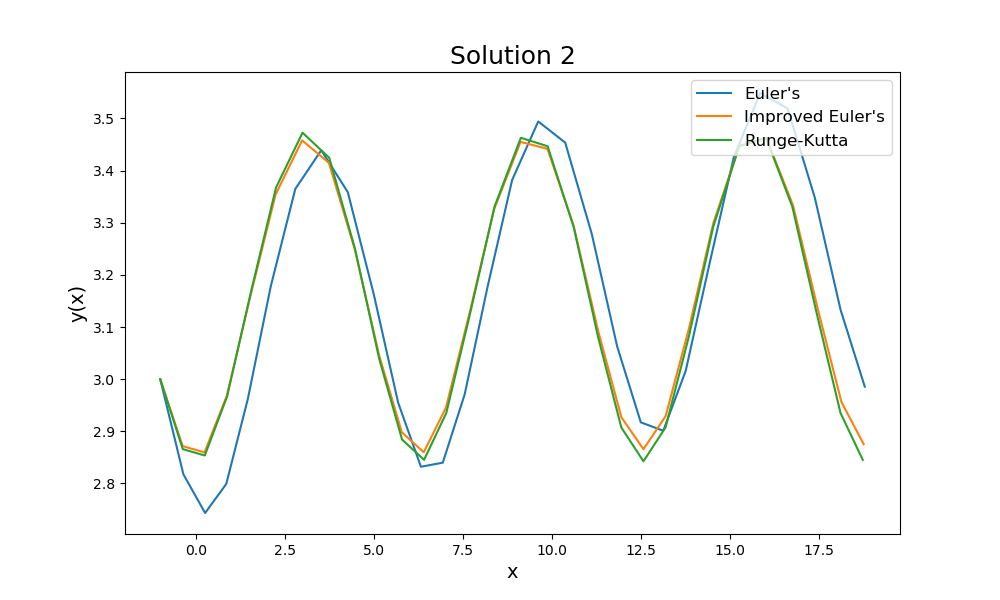 Solution 2
Euler's
Improved Euler's
Runge-Kutta
3.5
3.4
3.3
3.2
3.1
3.0
2.9
2.8
y(x)
0.0 2.5 5.0 7.5 10.0 12.5 15.0 17.5
x